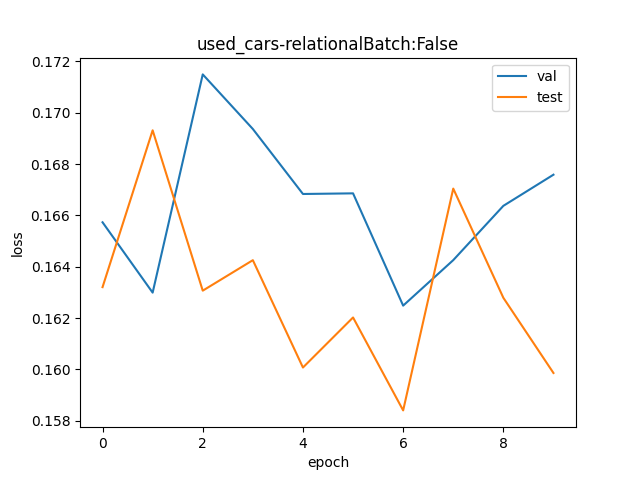 used_cars-relationalBatch:False
val
test
loss
0.172
0.170
0.168
0.166
0.164
0.162
0.160
0.158
0 2 4 6 8
epoch